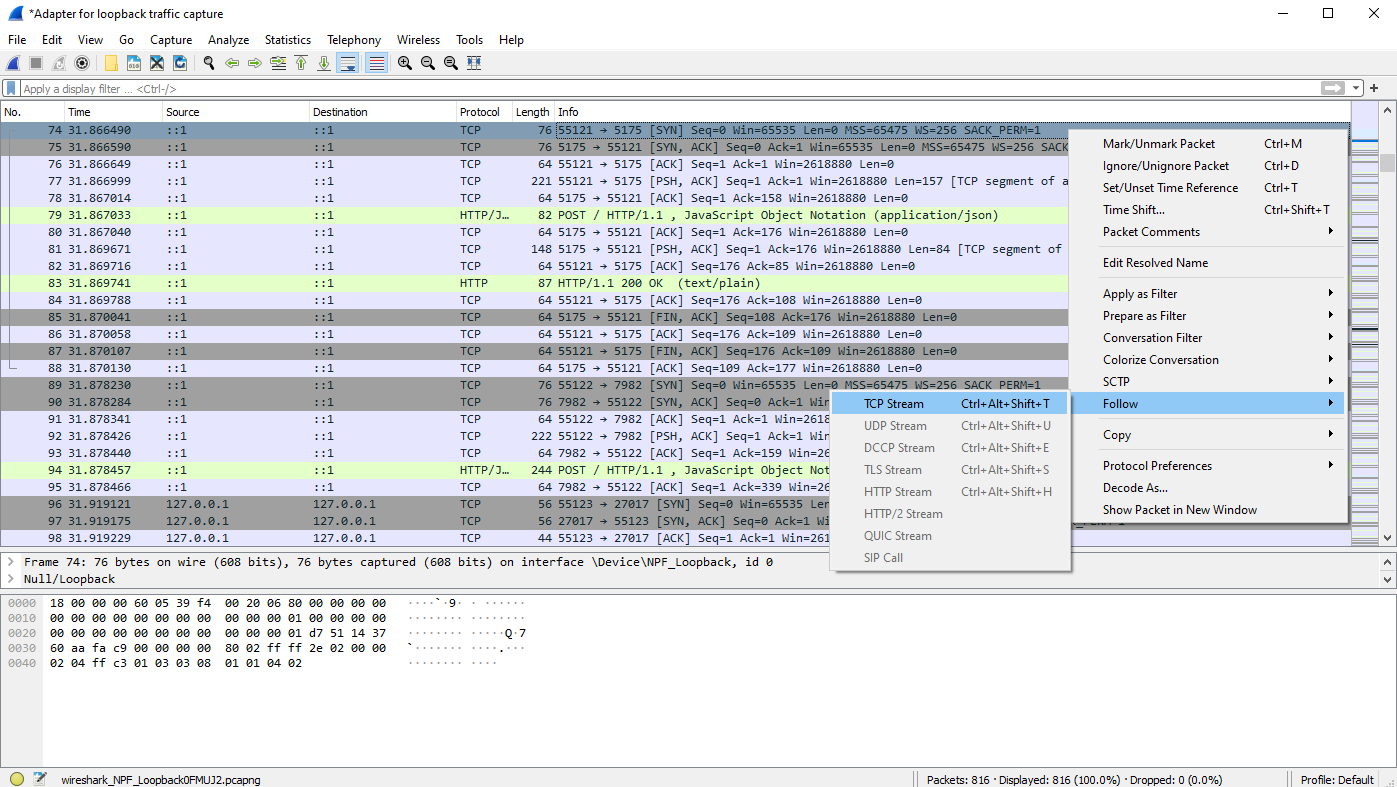 *Adapter for loopback traffic capture
File Edit View Go Capture Analyze Statistics Telephony Wireless Tools Help
Apply a display filter ... <Ctrl-/>
No. Time Source Destination Protocol Length Info
74 31.866490 ::1 ::1 TCP 76 55121 → 5175 [SYN] Seq=0 Win=65535 Len=0 MSS=65475 WS=256 SACK_PERM=1
75 31.866590 ::1 ::1 TCP 76 5175 → 55121 [SYN, ACK] Seq=0 Ack=1 Win=65535 Len=0 MSS=65475 WS=256 SACK
76 31.866649 ::1 ::1 TCP 64 55121 → 5175 [ACK] Seq=1 Ack=1 Win=2618880 Len=0
77 31.866999 ::1 ::1 TCP 221 55121 → 5175 [PSH, ACK] Seq=1 Ack=1 Win=2618880 Len=157 [TCP segment of a
78 31.867014 ::1 ::1 TCP 64 5175 → 55121 [ACK] Seq=1 Ack=158 Win=2618880 Len=0
79 31.867033 ::1 ::1 HTTP/J… 82 POST / HTTP/1.1 , JavaScript Object Notation (application/json)
80 31.867040 ::1 ::1 TCP 64 5175 → 55121 [ACK] Seq=1 Ack=176 Win=2618880 Len=0
81 31.869671 ::1 ::1 TCP 148 5175 → 55121 [PSH, ACK] Seq=1 Ack=176 Win=2618880 Len=84 [TCP segment of
82 31.869716 ::1 ::1 TCP 64 55121 → 5175 [ACK] Seq=176 Ack=85 Win=2618880 Len=0
83 31.869741 ::1 ::1 HTTP 87 HTTP/1.1 200 OK (text/plain)
84 31.869788 ::1 ::1 TCP 64 55121 → 5175 [ACK] Seq=176 Ack=108 Win=2618880 Len=0
85 31.870041 ::1 ::1 TCP 64 5175 → 55121 [FIN, ACK] Seq=108 Ack=176 Win=2618880 Len=0
86 31.870058 ::1 ::1 TCP 64 55121 → 5175 [ACK] Seq=176 Ack=109 Win=2618880 Len=0
87 31.870107 ::1 ::1 TCP 64 55121 → 5175 [FIN, ACK] Seq=176 Ack=109 Win=2618880 Len=0
88 31.870130 ::1 ::1 TCP 64 5175 → 55121 [ACK] Seq=109 Ack=177 Win=2618880 Len=0
89 31.878230 ::1 ::1 TCP 76 55122 → 7982 [SYN] Seq=0 Win=65535 Len=0 MSS=65475 WS=256 SACK_PERM=1
90 31.878284 ::1 ::1 TCP 76 7982 → 55122 [SYN, ACK] Seq=0 Ack=1 Win=
91 31.878341 ::1 ::1 TCP 64 55122 → 7982 [ACK] Seq=1 Ack=1 Win=261
92 31.878426 ::1 ::1 TCP 222 55122 → 7982 [PSH, ACK] Seq=1 Ack=1 Win=
93 31.878440 ::1 ::1 TCP 64 7982 → 55122 [ACK] Seq=1 Ack=159 Win=2
94 31.878457 ::1 ::1 HTTP/J… 244 POST / HTTP/1.1 , JavaScript Object Not
95 31.878466 ::1 ::1 TCP 64 7982 → 55122 [ACK] Seq=1 Ack=339 Win=2
96 31.919121 127.0.0.1 127.0.0.1 TCP 56 55123 → 27017 [SYN] Seq=0 Win=65535 Len
97 31.919175 127.0.0.1 127.0.0.1 TCP 56 27017 → 55123 [SYN, ACK] Seq=0 Ack=1 Wi
98 31.919229 127.0.0.1 127.0.0.1 TCP 44 55123 → 27017 [ACK] Seq=1 Ack=1 Win=261
Mark/Unmark Packet Ctrl+M
Ignore/Unignore Packet Ctrl+D
Set/Unset Time Reference Ctrl+T
Time Shift... Ctrl+Shift+T
Packet Comments
Edit Resolved Name
Apply as Filter
Prepare as Filter
Conversation Filter
Colorize Conversation
SCTP
Follow
Copy
Protocol Preferences
Decode As...
Show Packet in New Window
TCP Stream Ctrl+Alt+Shift+T
UDP Stream Ctrl+Alt+Shift+U
DCCP Stream Ctrl+Alt+Shift+E
TLS Stream Ctrl+Alt+Shift+S
HTTP Stream Ctrl+Alt+Shift+H
HTTP/2 Stream
QUIC Stream
SIP Call
Frame 74: 76 bytes on wire (608 bits), 76 bytes captured (608 bits) on interface \Device\NPF_Loopback, id 0
Null/Loopback
0000 18 00 00 00 60 05 39 f4 00 20 06 80 00 00 00 00 ····`·9· · ······
0010 00 00 00 00 00 00 00 00 00 00 00 01 00 00 00 00 ········ ········
0020 00 00 00 00 00 00 00 00 00 00 00 01 d7 51 14 37 ········ ·····Q·7
0030 60 aa fa c9 00 00 00 00 80 02 ff ff 2e 02 00 00 `······· ····.···
0040 02 04 ff c3 01 03 03 08 01 01 04 02 ········ ····
wireshark_NPF_Loopback0FMUJ2.pcapng
Packets: 816 · Displayed: 816 (100.0%) · Dropped: 0 (0.0%)
Profile: Default